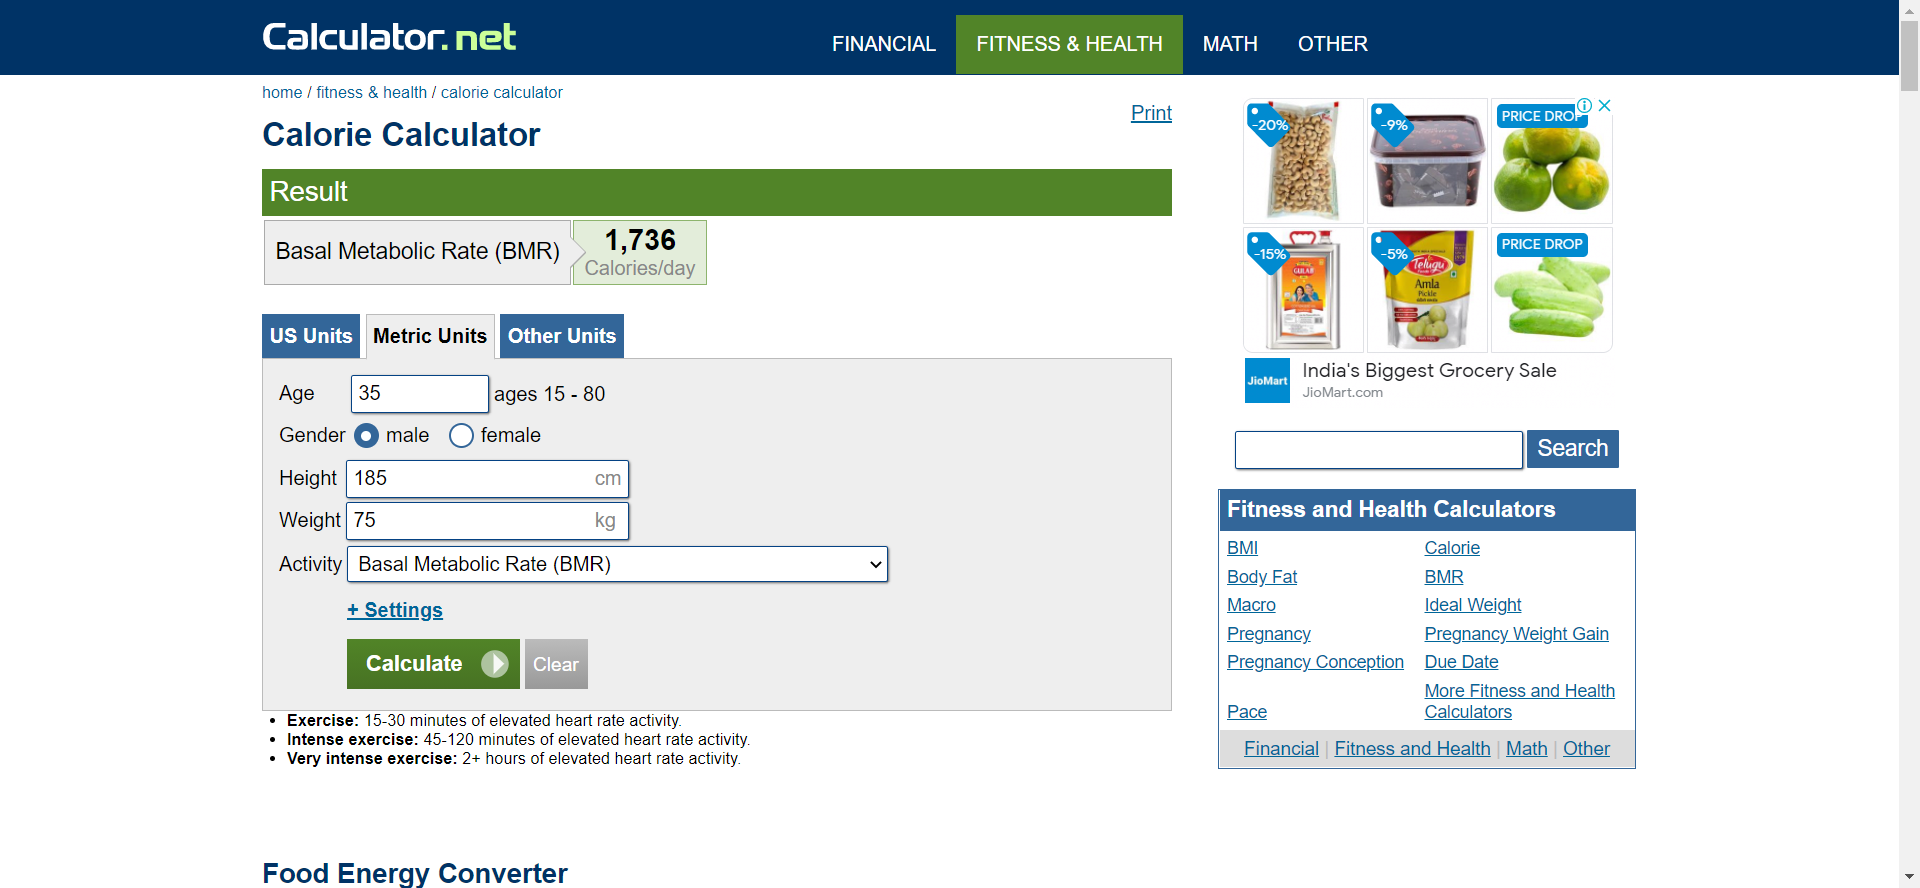 Calculator.net
FINANCIAL
FITNESS & HEALTH
MATH
OTHER
home / fitness & health / calorie calculator
Print
Calorie Calculator
Result
Basal Metabolic Rate (BMR)
1,736
Calories/day
US Units
Metric Units
Other Units
Age 35 ages 15 - 80
Gender male female
Height 185 cm
Weight 75 kg
Activity Basal Metabolic Rate (BMR)
+ Settings
Calculate
Clear
• Exercise: 15-30 minutes of elevated heart rate activity.
• Intense exercise: 45-120 minutes of elevated heart rate activity.
• Very intense exercise: 2+ hours of elevated heart rate activity.
Food Energy Converter
-20%
-9%
PRICE DROP
-15%
GULAB
-5%
Telugu
Amla
Pickle
PRICE DROP
JioMart
India's Biggest Grocery Sale
JioMart.com
Search
Fitness and Health Calculators
BMI
Calorie
Body Fat
BMR
Macro
Ideal Weight
Pregnancy
Pregnancy Weight Gain
Pregnancy Conception
Due Date
Pace
More Fitness and Health
Calculators
Financial | Fitness and Health | Math | Other